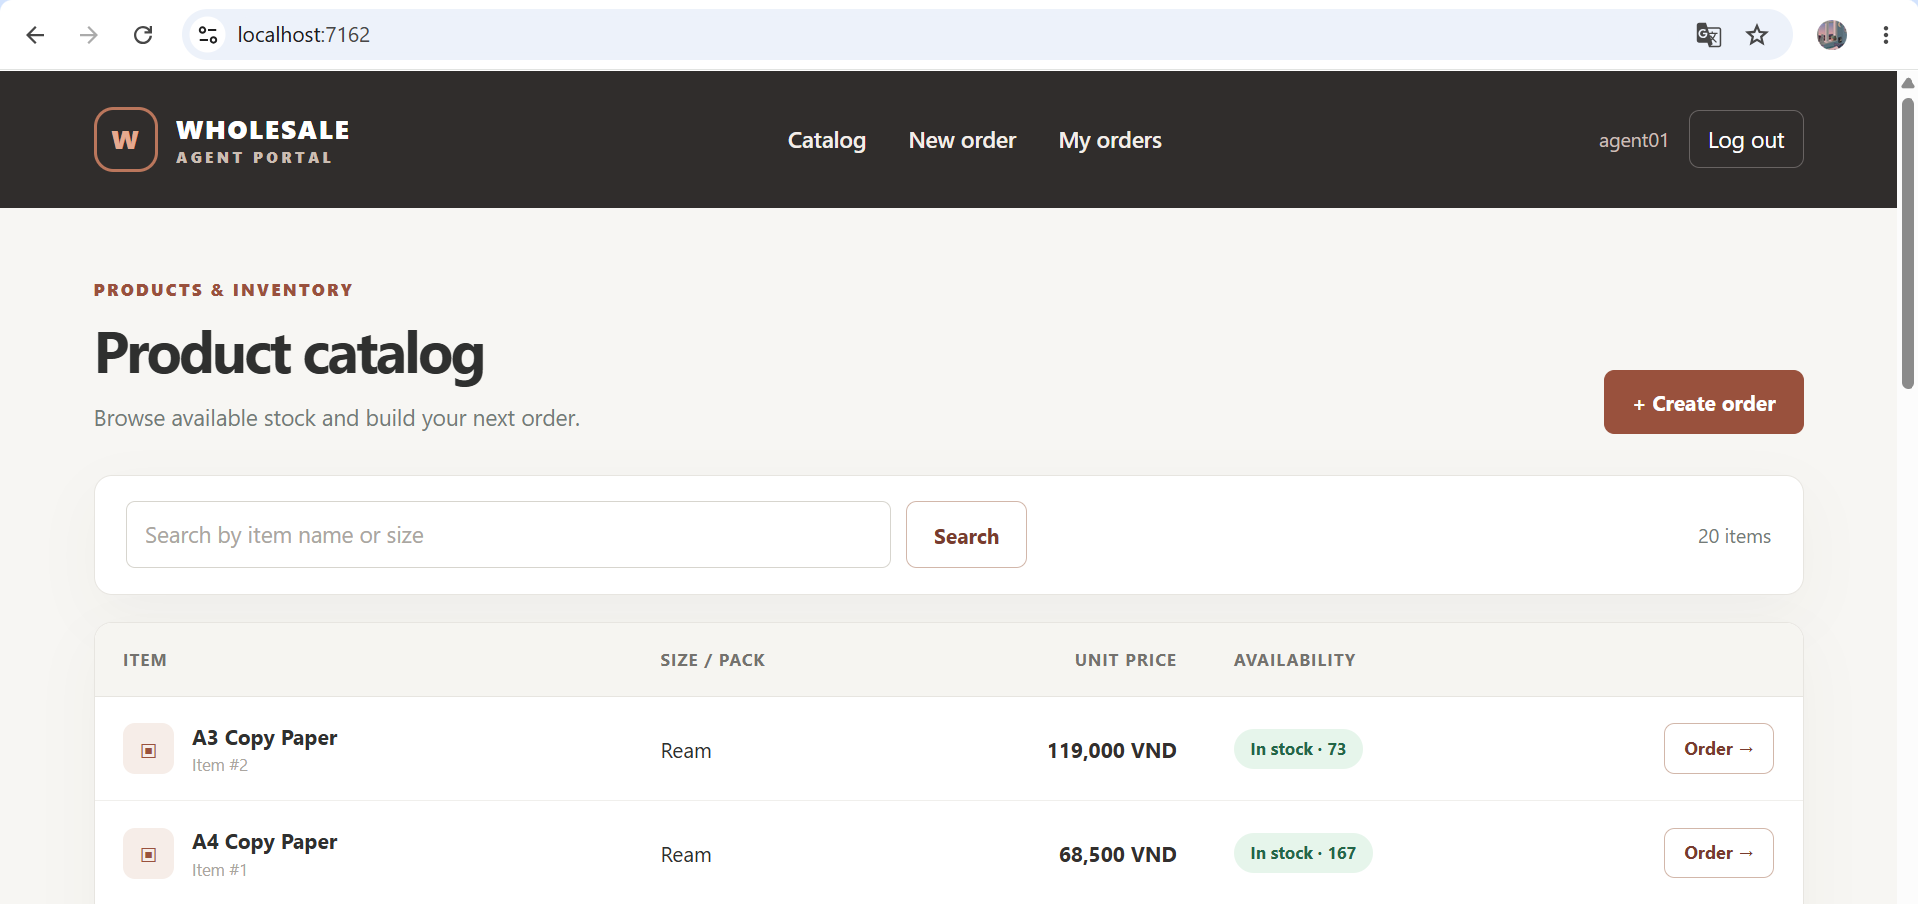 localhost:7162
W
WHOLESALE
AGENT PORTAL
Catalog
New order
My orders
agent01
Log out
PRODUCTS & INVENTORY
Product catalog
Browse available stock and build your next order.
+ Create order
Search by item name or size
Search
20 items
ITEM
SIZE / PACK
UNIT PRICE
AVAILABILITY
A3 Copy Paper
Item #2
Ream
119,000 VND
In stock · 73
Order →
A4 Copy Paper
Item #1
Ream
68,500 VND
In stock · 167
Order →